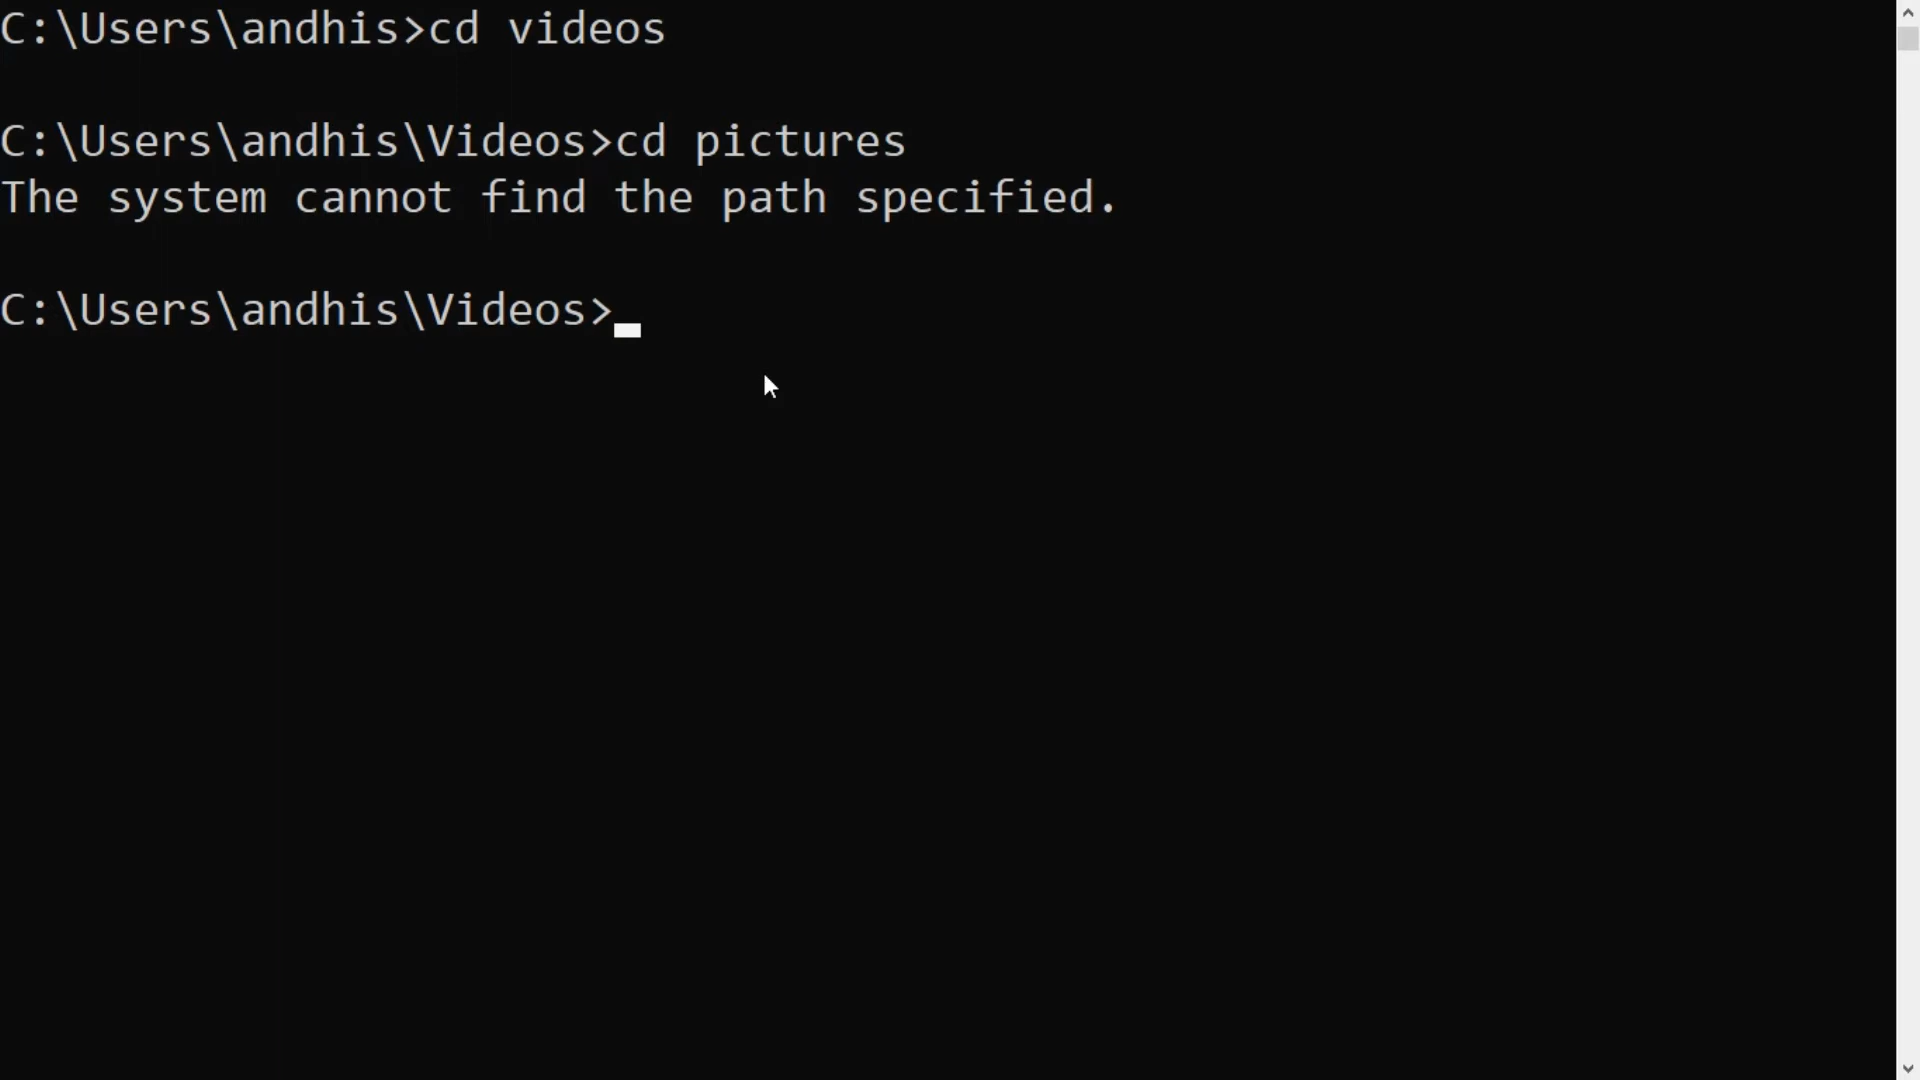 C:\Users\andhis>cd videos
C:\Users\andhis\Videos>cd pictures
The system cannot find the path specified.
C:\Users\andhis\Videos>